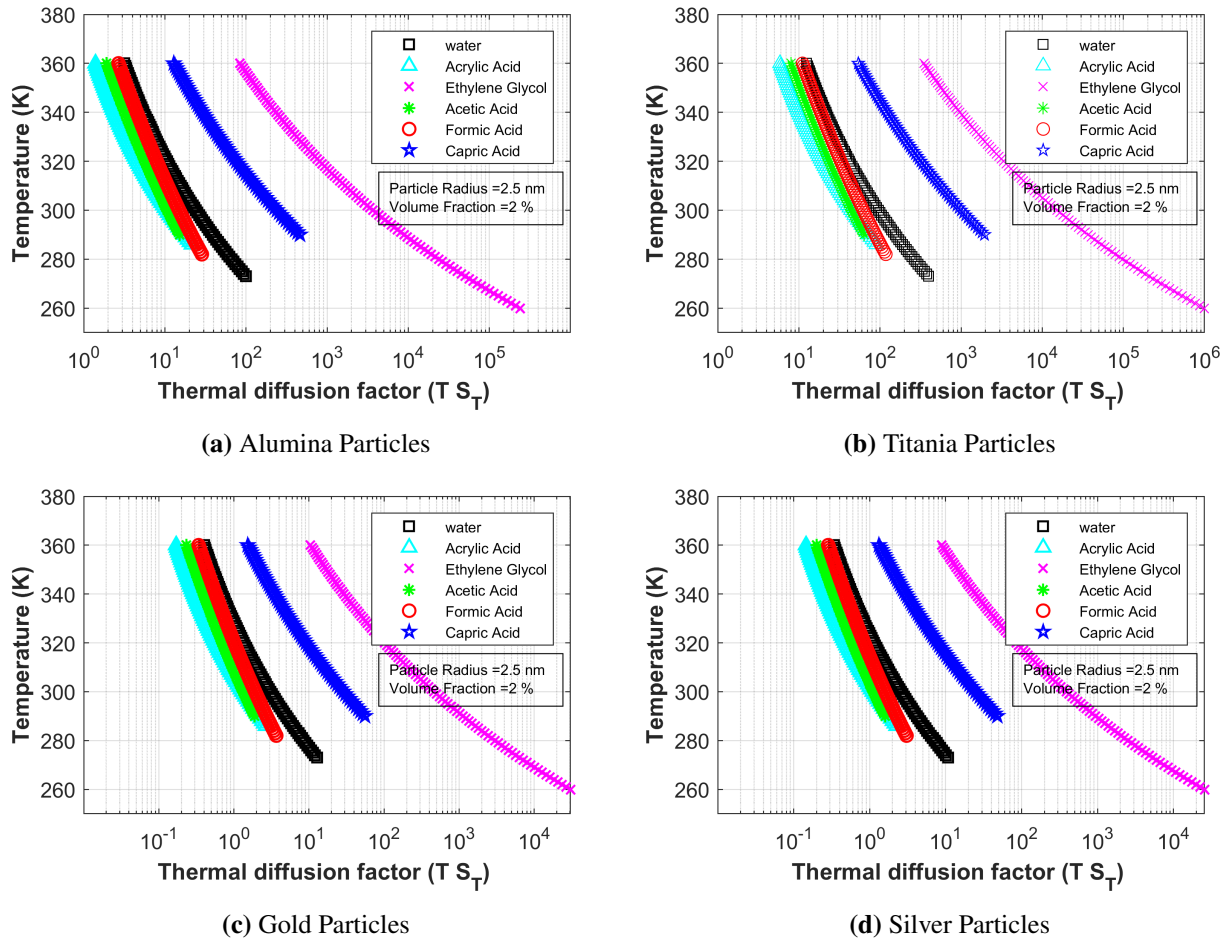 380
360
340
320
300
280
260
Temperature (K)
water
Acrylic Acid
Ethylene Glycol
Acetic Acid
Formic Acid
Capric Acid
Particle Radius =2.5 nm
Volume Fraction =2 %
10^0 10^1 10^2 10^3 10^4 10^5
Thermal diffusion factor (T S_T)
(a) Alumina Particles
380
360
340
320
300
280
260
Temperature (K)
water
Acrylic Acid
Ethylene Glycol
Acetic Acid
Formic Acid
Capric Acid
Particle Radius =2.5 nm
Volume Fraction =2 %
10^0 10^1 10^2 10^3 10^4 10^5 10^6
Thermal diffusion factor (T S_T)
(b) Titania Particles
380
360
340
320
300
280
260
Temperature (K)
water
Acrylic Acid
Ethylene Glycol
Acetic Acid
Formic Acid
Capric Acid
Particle Radius =2.5 nm
Volume Fraction =2 %
10^-1 10^0 10^1 10^2 10^3 10^4
Thermal diffusion factor (T S_T)
(c) Gold Particles
380
360
340
320
300
280
260
Temperature (K)
water
Acrylic Acid
Ethylene Glycol
Acetic Acid
Formic Acid
Capric Acid
Particle Radius =2.5 nm
Volume Fraction =2 %
10^-1 10^0 10^1 10^2 10^3 10^4
Thermal diffusion factor (T S_T)
(d) Silver Particles